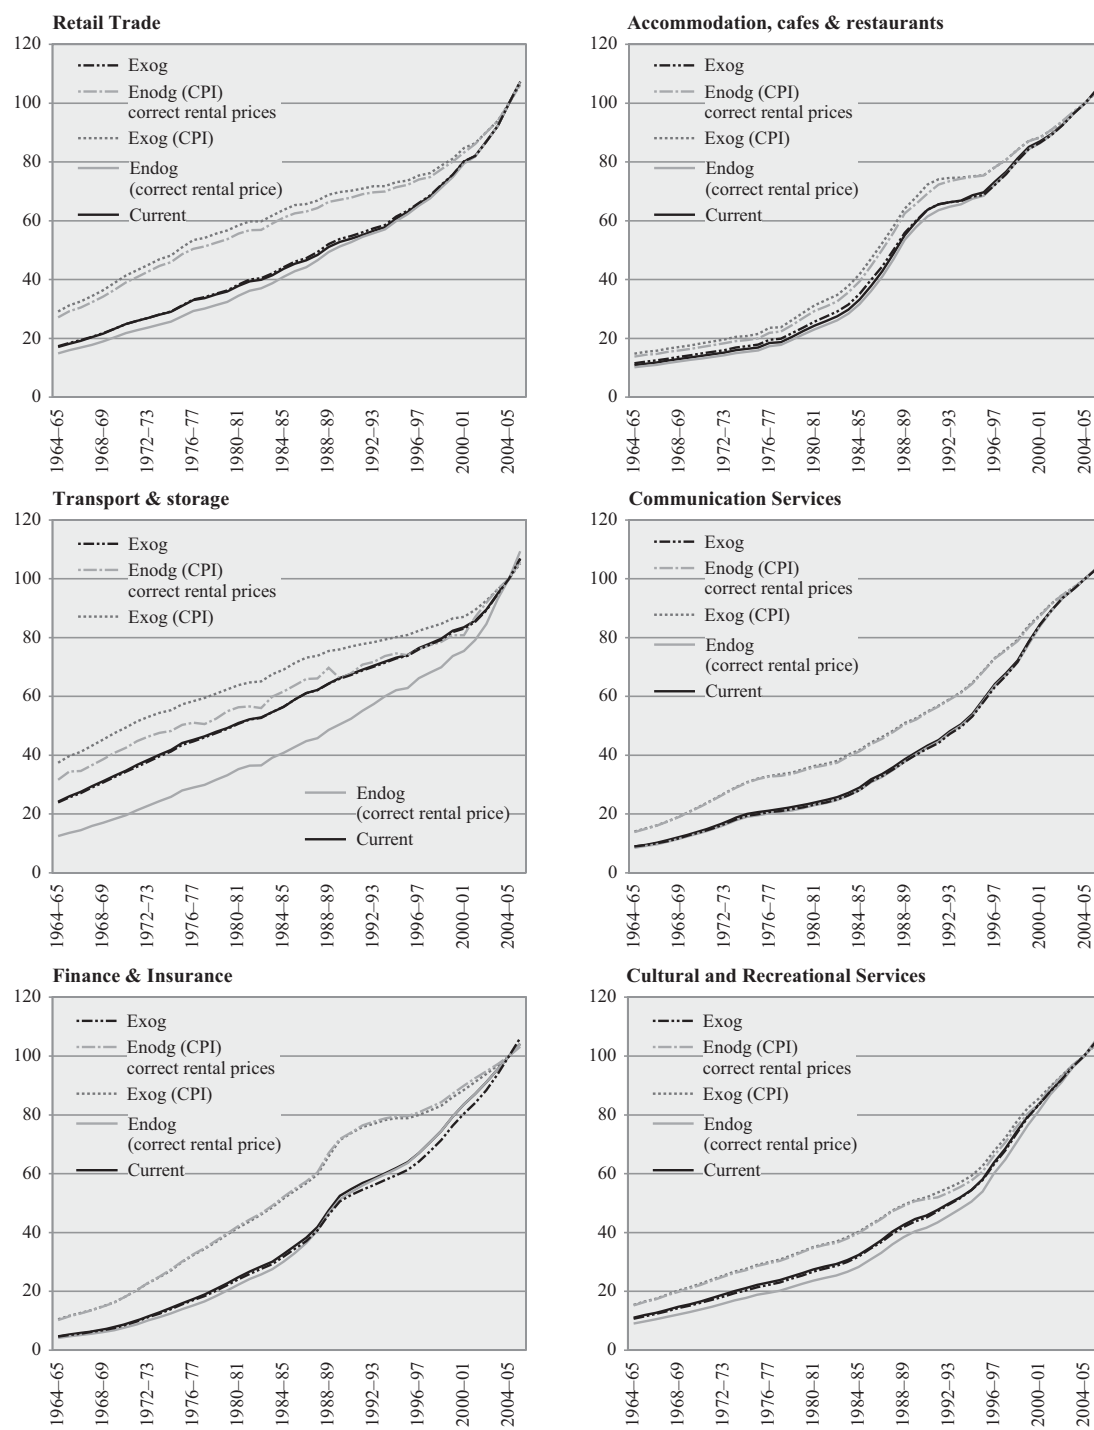 Retail Trade
120
100
80
60
40
20
0
Exog
Enodg (CPI)
correct rental prices
Exog (CPI)
Endog
(correct rental price)
Current
1964–65
1968–69
1972–73
1976–77
1980–81
1984–85
1988–89
1992–93
1996–97
2000–01
2004–05
Accommodation, cafes & restaurants
120
100
80
60
40
20
0
Exog
Enodg (CPI)
correct rental prices
Exog (CPI)
Endog
(correct rental price)
Current
1964–65
1968–69
1972–73
1976–77
1980–81
1984–85
1988–89
1992–93
1996–97
2000–01
2004–05
Transport & storage
120
100
80
60
40
20
0
Exog
Enodg (CPI)
correct rental prices
Exog (CPI)
Endog
(correct rental price)
Current
1964–65
1968–69
1972–73
1976–77
1980–81
1984–85
1988–89
1992–93
1996–97
2000–01
2004–05
Communication Services
120
100
80
60
40
20
0
Exog
Enodg (CPI)
correct rental prices
Exog (CPI)
Endog
(correct rental price)
Current
1964–65
1968–69
1972–73
1976–77
1980–81
1984–85
1988–89
1992–93
1996–97
2000–01
2004–05
Finance & Insurance
120
100
80
60
40
20
0
Exog
Enodg (CPI)
correct rental prices
Exog (CPI)
Endog
(correct rental price)
Current
1964–65
1968–69
1972–73
1976–77
1980–81
1984–85
1988–89
1992–93
1996–97
2000–01
2004–05
Cultural and Recreational Services
120
100
80
60
40
20
0
Exog
Enodg (CPI)
correct rental prices
Exog (CPI)
Endog
(correct rental price)
Current
1964–65
1968–69
1972–73
1976–77
1980–81
1984–85
1988–89
1992–93
1996–97
2000–01
2004–05